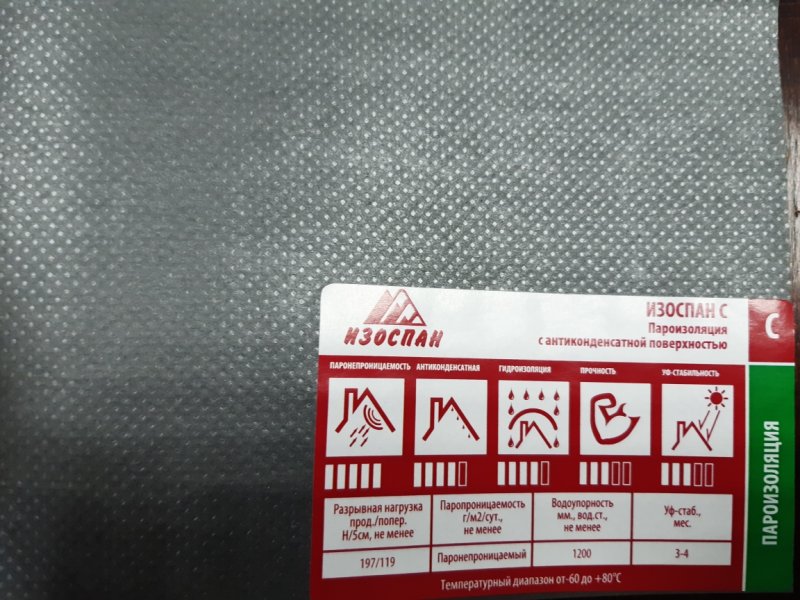 ИЗОСПАН
ИЗОСПАН С
Пароизоляция
с антиконденсатной поверхностью
С
ПАРОНЕПРОНИЦАЕМОСТЬ
АНТИКОНДЕНСАТНАЯ
ГИДРОИЗОЛЯЦИЯ
ПРОЧНОСТЬ
УФ-СТАБИЛЬНОСТЬ
Разрывная нагрузка
прод./попер.
Н/5см, не менее
Паропроницаемость
г/м2/сут.,
не менее
Водоупорность
мм., вод.ст.,
не менее
Уф-стаб.,
мес.
197/119
Паронепроницаемый
1200
3-4
Температурный диапазон от-60 до +80°С
ПАРОИЗОЛЯЦИЯ